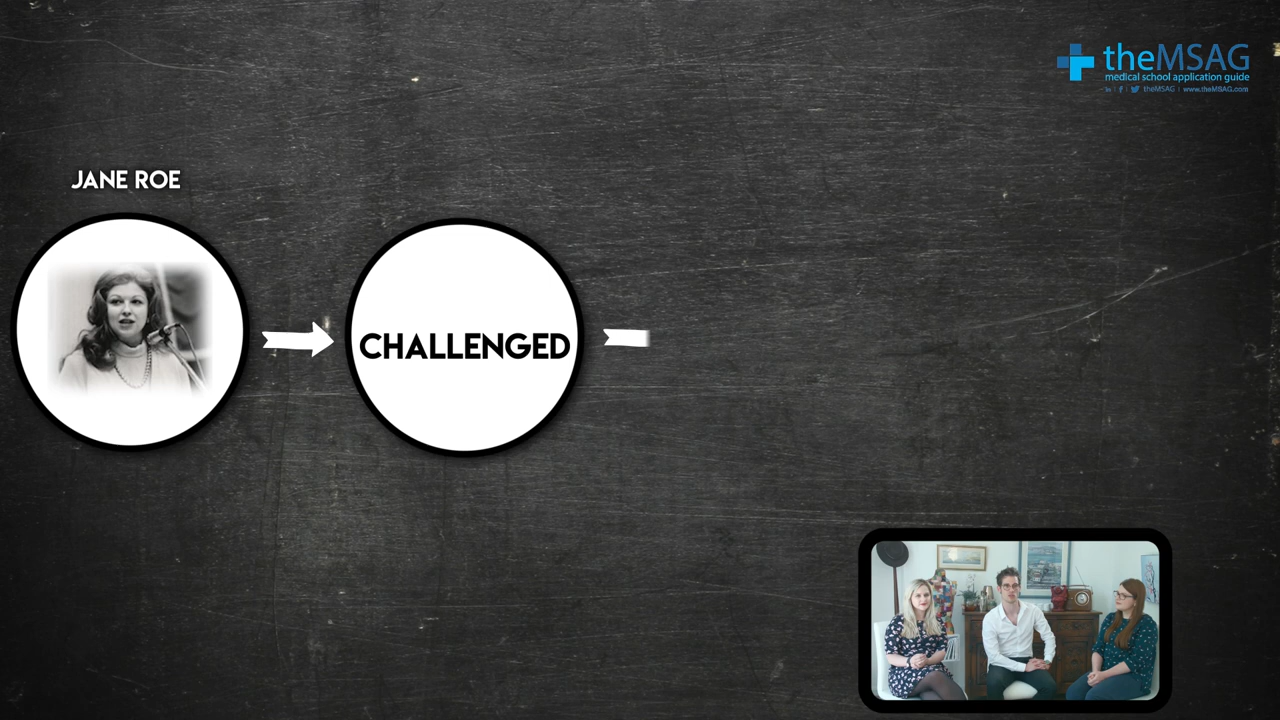 theMSAG
medical school application guide
theMSAG | www.theMSAG.com
JANE ROE
CHALLENGED